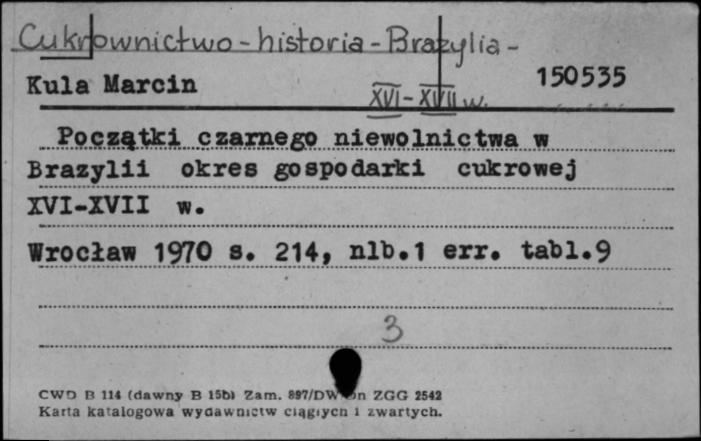 Cukrownictwo - historia - Brazylia -
Kula Marcin 150535
XVI - XVII w.
Początki czarnego niewolnictwa w
Brazylii okres gospodarki cukrowej
XVI-XVII w.
Wrocław 1970 s. 214, nlb.1 err. tabl.9
3
CWD B 114 (dawny B 15b) Zam. 897/DW ZGG 2542
Karta katalogowa wydawnictw ciągłych i zwartych.